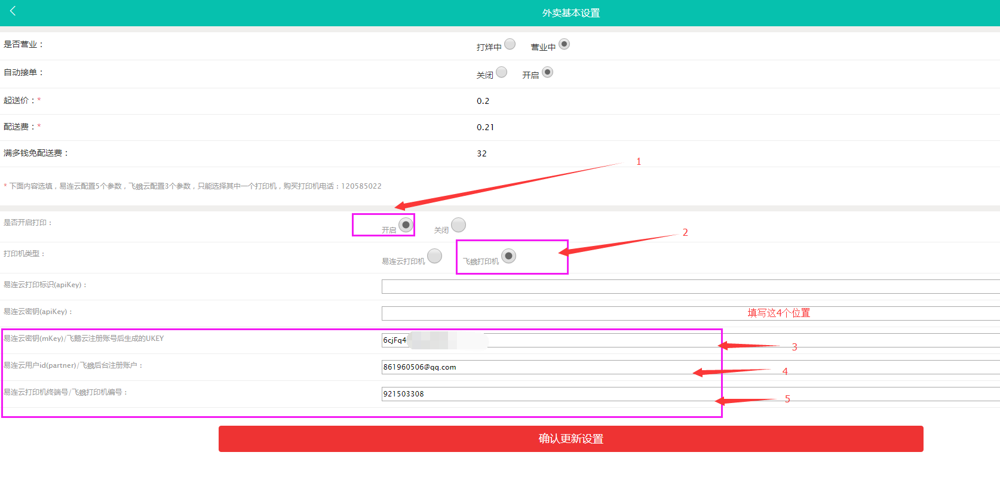 外卖基本设置
是否营业：
打烊中 营业中
自动接单：
关闭 开启
起送价：* 0.2
配送费：* 0.21
满多钱免配送费： 32
1
* 下面内容选填，易连云配置5个参数，飞蛾云配置3个参数，只能选择其中一个打印机，购买打印机电话：120585022
是否开启打印：
开启 关闭
2
打印机类型：
易连云打印机 飞蛾打印机
易连云打印标识(apiKey)：
易连云密钥(apiKey)：
填写这4个位置
易连云密钥(mKey)/飞鹅云注册账号后生成的UKEY 6cjFq4
3
易连云用户id(partner)/飞蛾后台注册账户： 861960506@qq.com
4
易连云打印机终端号/飞蛾打印机编号： 921503308
5
确认更新设置